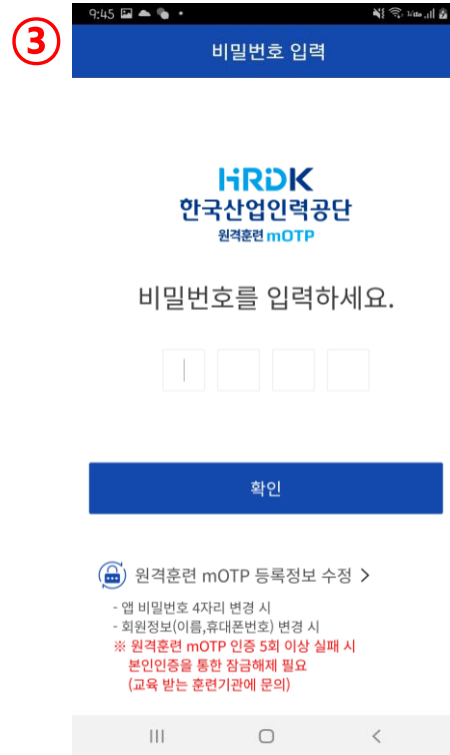 ③
9:45
비밀번호 입력
HRDK
한국산업인력공단
원격훈련 mOTP
비밀번호를 입력하세요.
확인
원격훈련 mOTP 등록정보 수정 >
- 앱 비밀번호 4자리 변경 시
- 회원정보(이름,휴대폰번호) 변경 시
※ 원격훈련 mOTP 인증 5회 이상 실패 시
본인인증을 통한 잠금해제 필요
(교육 받는 훈련기관에 문의)